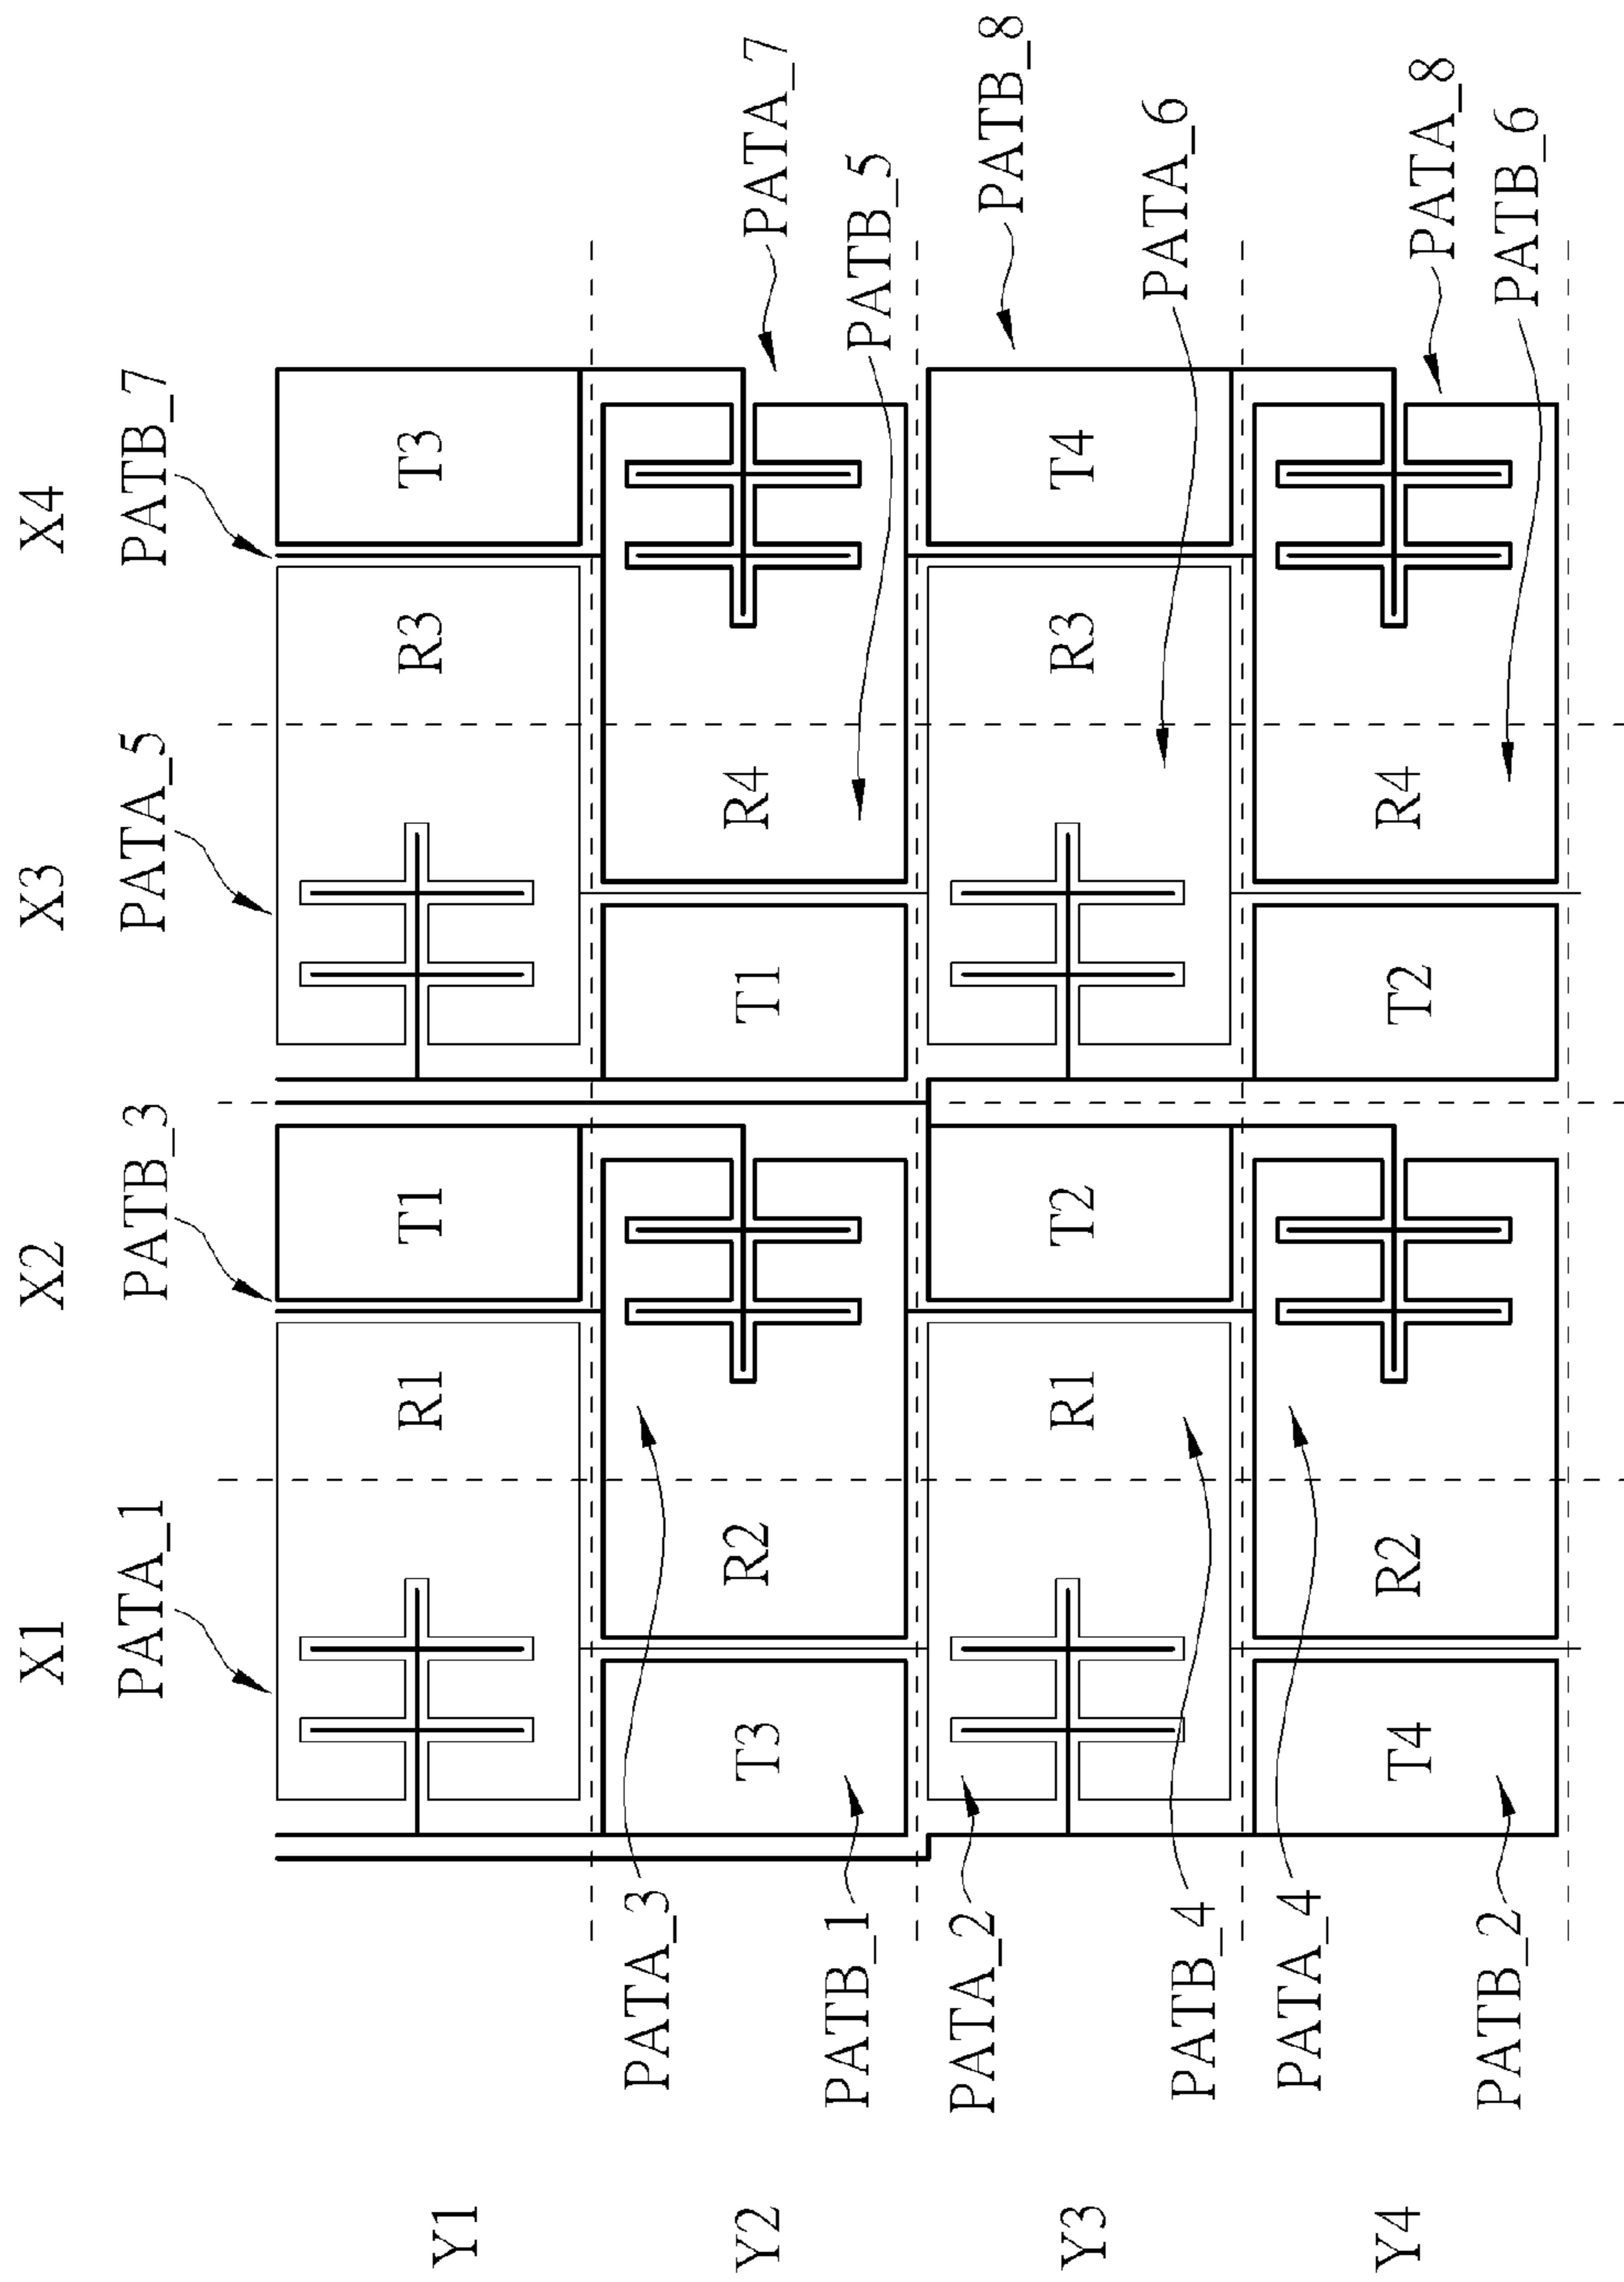 X1 X2 X3 X4
PATA_1 PATB_3 PATA_5 PATB_7
Y1 R1 T1 R3 T3
PATA_3
Y2 T3 R2 T1 R4 PATA_7
PATB_1 PATB_5
PATA_2 PATB_8
Y3 R1 T2 R3 T4
PATB_4 PATA_6
PATA_4
Y4 T4 R2 T2 R4 PATA_8
PATB_2 PATB_6